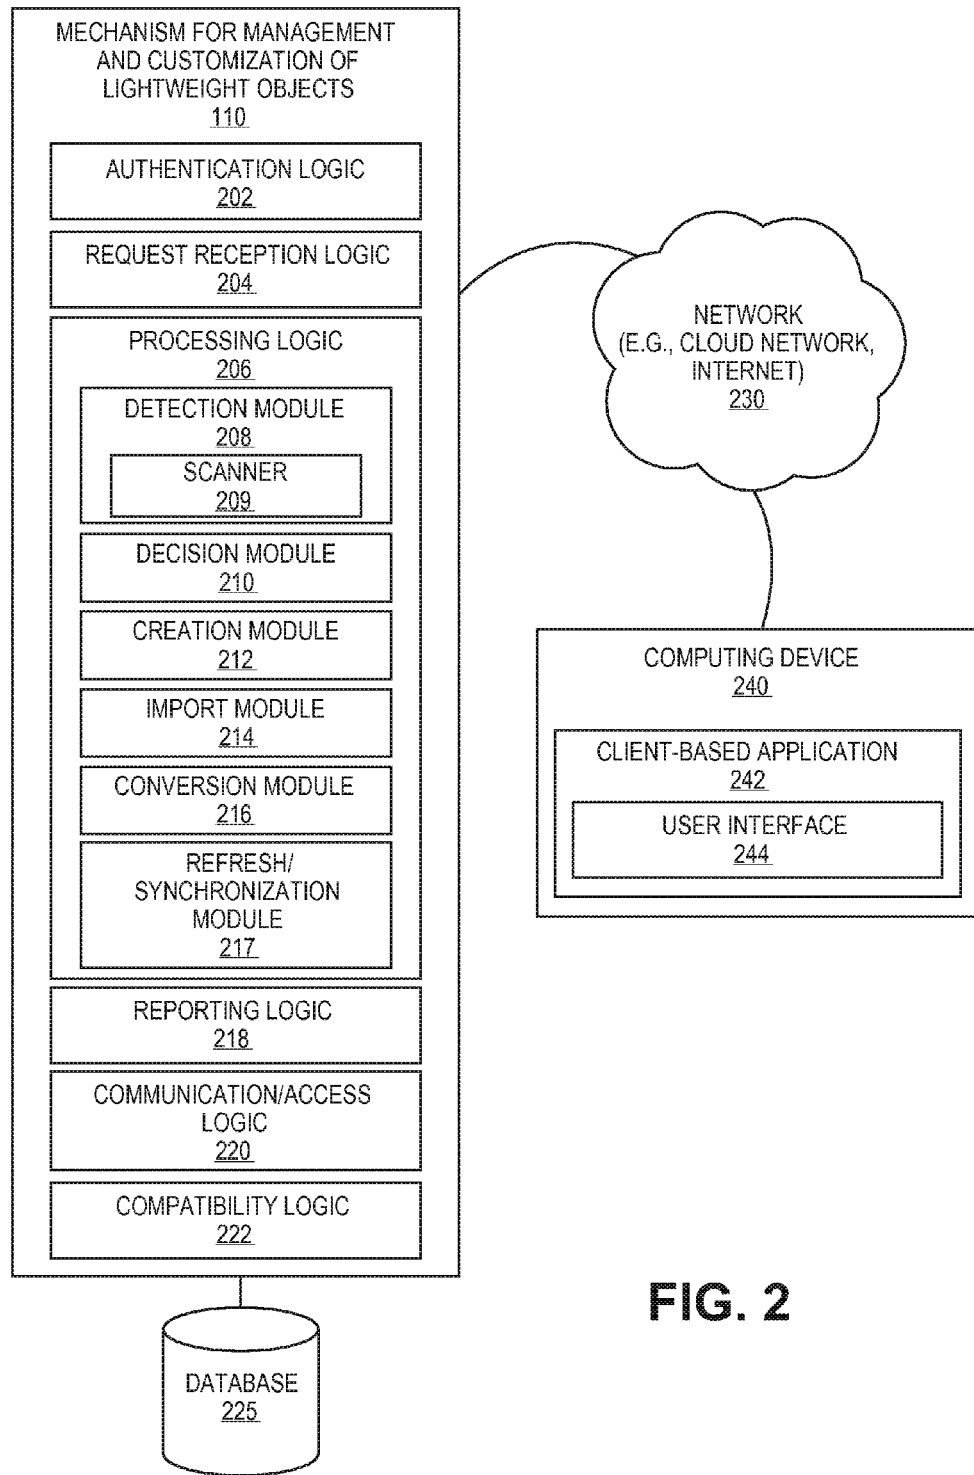 MECHANISM FOR MANAGEMENT
AND CUSTOMIZATION OF
LIGHTWEIGHT OBJECTS
110
AUTHENTICATION LOGIC
202
REQUEST RECEPTION LOGIC
204
PROCESSING LOGIC
206
DETECTION MODULE
208
SCANNER
209
DECISION MODULE
210
CREATION MODULE
212
IMPORT MODULE
214
CONVERSION MODULE
216
REFRESH/
SYNCHRONIZATION
MODULE
217
REPORTING LOGIC
218
COMMUNICATION/ACCESS
LOGIC
220
COMPATIBILITY LOGIC
222
DATABASE
225
NETWORK
(E.G., CLOUD NETWORK,
INTERNET)
230
COMPUTING DEVICE
240
CLIENT-BASED APPLICATION
242
USER INTERFACE
244
FIG. 2